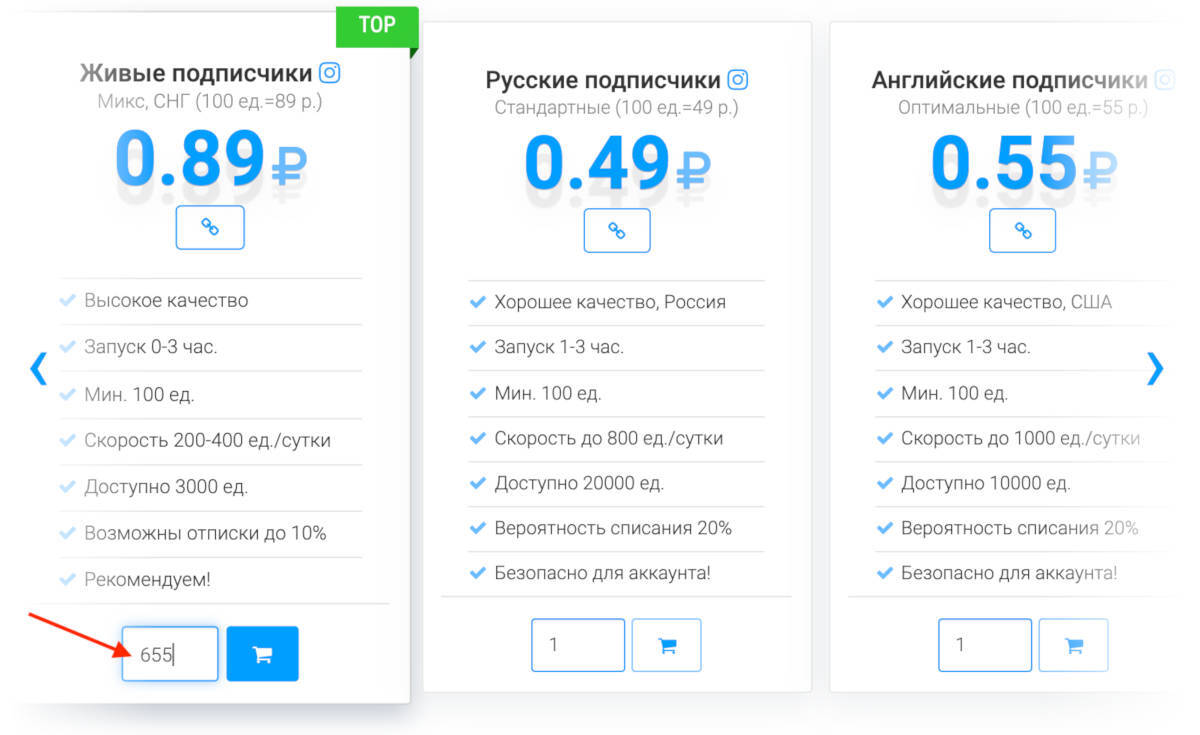 TOP
Живые подписчики
Микс, СНГ (100 ед.=89 р.)
0.89₽
Высокое качество
Запуск 0-3 час.
Мин. 100 ед.
Скорость 200-400 ед./сутки
Доступно 3000 ед.
Возможны отписки до 10%
Рекомендуем!
655
Русские подписчики
Стандартные (100 ед.=49 р.)
0.49₽
Хорошее качество, Россия
Запуск 1-3 час.
Мин. 100 ед.
Скорость до 800 ед./сутки
Доступно 20000 ед.
Вероятность списания 20%
Безопасно для аккаунта!
1
Английские подписчики
Оптимальные (100 ед.=55 р.)
0.55₽
Хорошее качество, США
Запуск 1-3 час.
Мин. 100 ед.
Скорость до 1000 ед./сутки
Доступно 10000 ед.
Вероятность списания 20%
Безопасно для аккаунта!
1